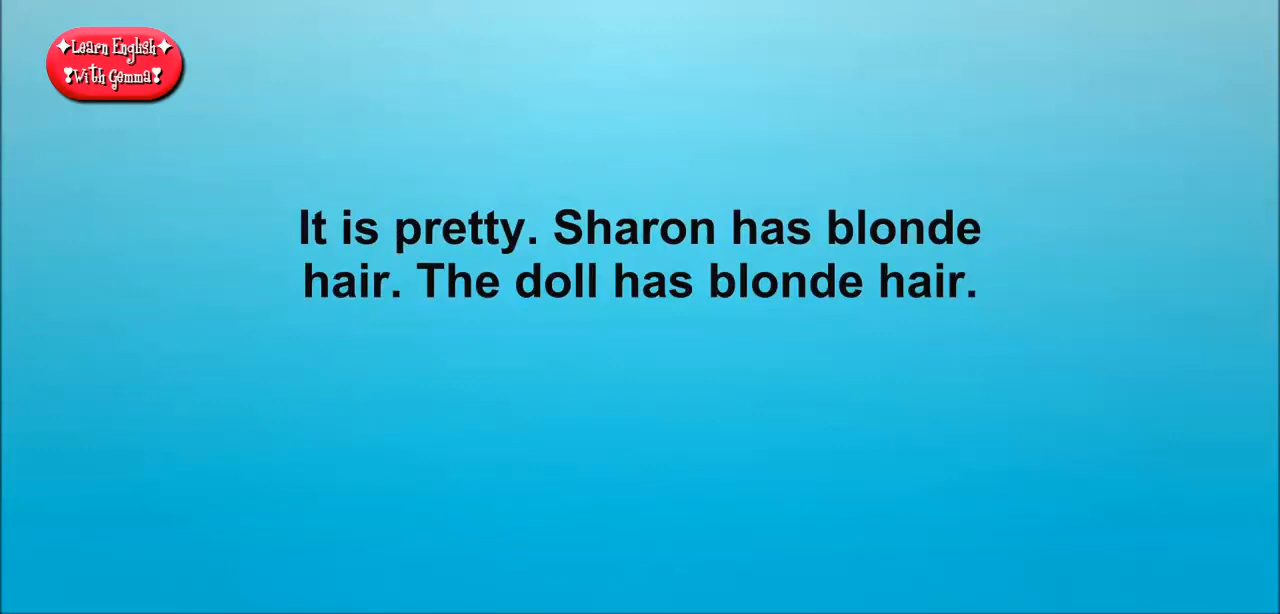 ✦Learn English✦
❣With Gemma❣
It is pretty. Sharon has blonde
hair. The doll has blonde hair.